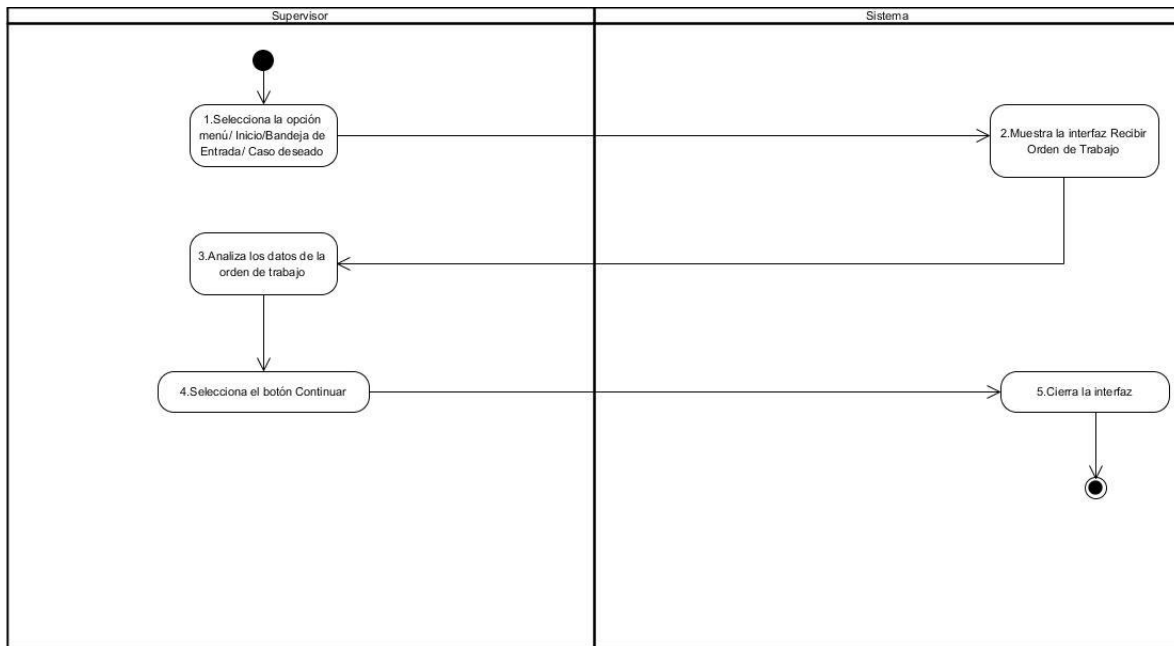 Supervisor
Sistema
1.Selecciona la opción
menú/ Inicio/Bandeja de
Entrada/ Caso deseado
2.Muestra la interfaz Recibir
Orden de Trabajo
3.Analiza los datos de la
orden de trabajo
4.Selecciona el botón Continuar
5.Cierra la interfaz